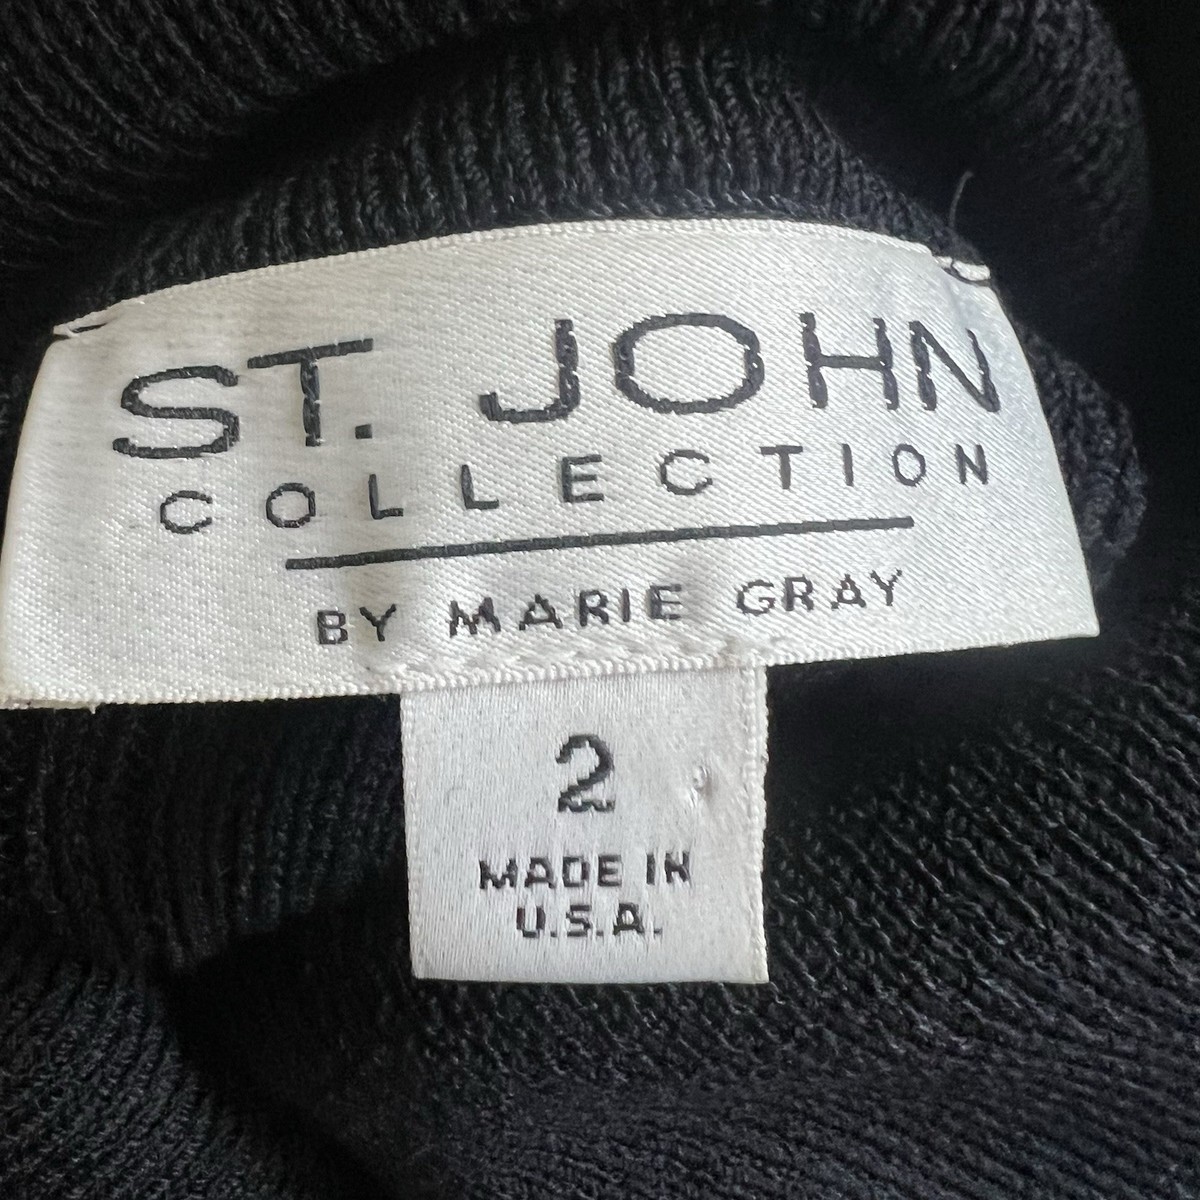 ST. JOHN
COLLECTION
BY MARIE GRAY
2
MADE IN
U.S.A.